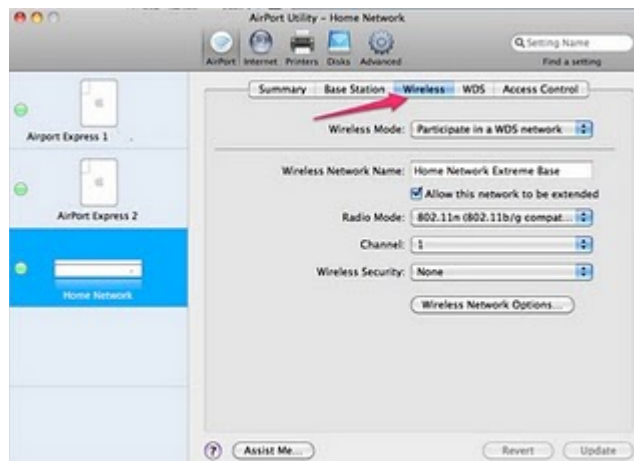 AirPort Utility – Home Network
AirPort Internet Printers Disks Advanced
Setting Name
Find a setting
Summary Base Station Wireless WDS Access Control
Airport Express 1
AirPort Express 2
Home Network
Wireless Mode: Participate in a WDS network
Wireless Network Name: Home Network Extreme Base
Allow this network to be extended
Radio Mode: 802.11n (802.11b/g compat...
Channel: 1
Wireless Security: None
Wireless Network Options...
? Assist Me... Revert Update